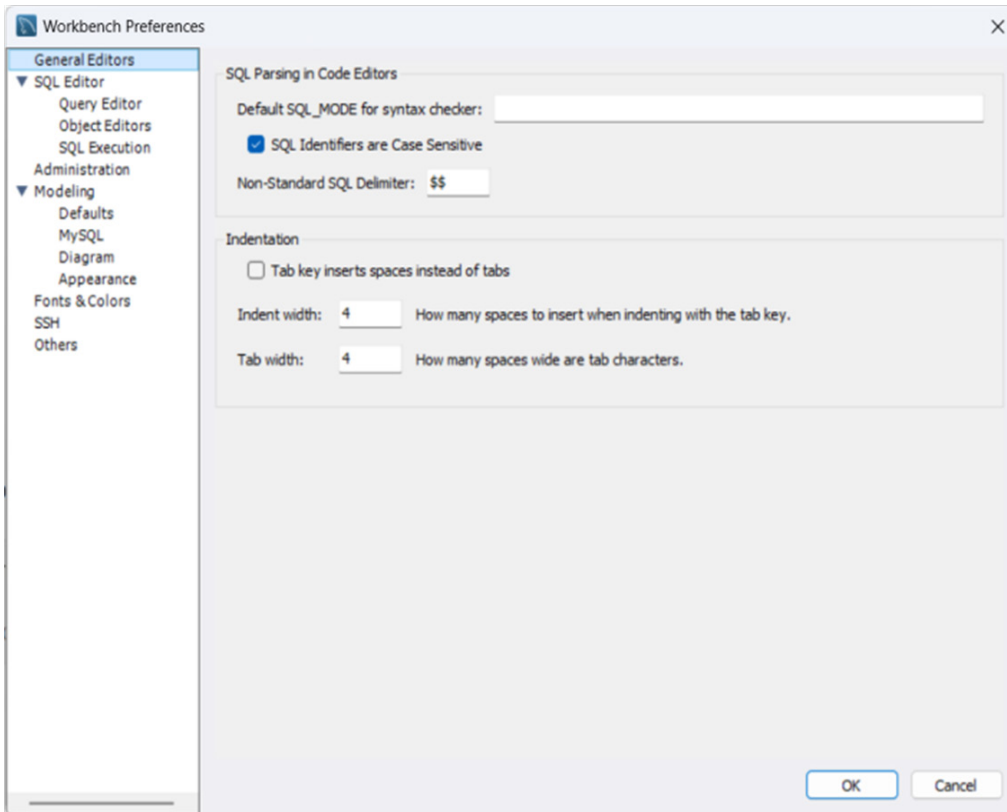 Workbench Preferences
General Editors
SQL Editor
Query Editor
Object Editors
SQL Execution
Administration
Modeling
Defaults
MySQL
Diagram
Appearance
Fonts & Colors
SSH
Others
SQL Parsing in Code Editors
Default SQL_MODE for syntax checker:
SQL Identifiers are Case Sensitive
Non-Standard SQL Delimiter: $$
Indentation
Tab key inserts spaces instead of tabs
Indent width: 4 How many spaces to insert when indenting with the tab key.
Tab width: 4 How many spaces wide are tab characters.
OK Cancel